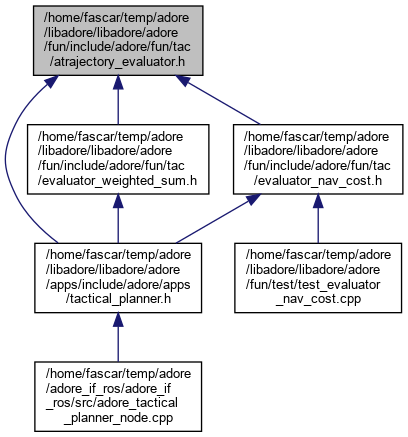 /home/fascar/temp/adore
/libadore/libadore/adore
/fun/include/adore/fun/tac
/atrajectory_evaluator.h
/home/fascar/temp/adore
/libadore/libadore/adore
/fun/include/adore/fun/tac
/evaluator_weighted_sum.h
/home/fascar/temp/adore
/libadore/libadore/adore
/fun/include/adore/fun/tac
/evaluator_nav_cost.h
/home/fascar/temp/adore
/libadore/libadore/adore
/apps/include/adore/apps
/tactical_planner.h
/home/fascar/temp/adore
/libadore/libadore/adore
/fun/test/test_evaluator
_nav_cost.cpp
/home/fascar/temp/adore
/adore_if_ros/adore_if
_ros/src/adore_tactical
_planner_node.cpp